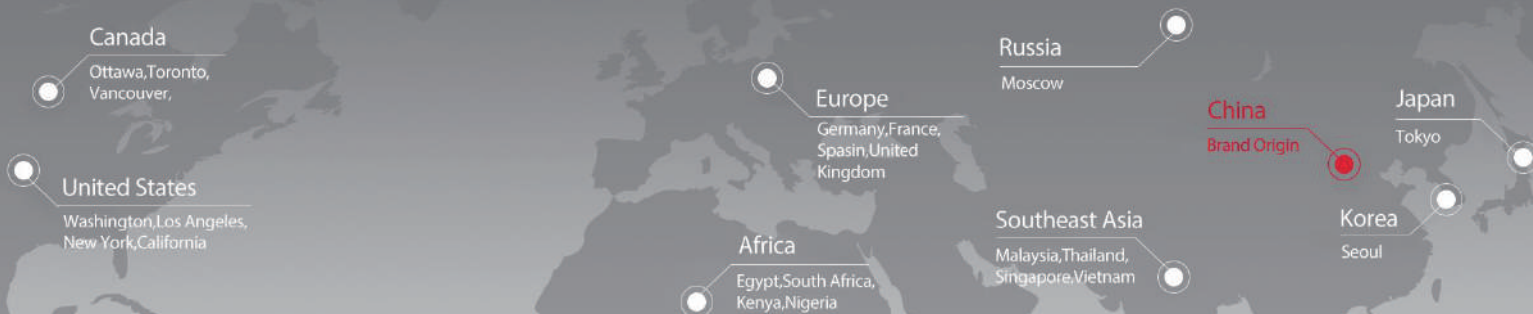 Canada
Ottawa,Toronto,
Vancouver,
United States
Washington,Los Angeles,
New York,California
Europe
Germany,France,
Spasin,United
Kingdom
Africa
Egypt,South Africa,
Kenya,Nigeria
Russia
Moscow
Southeast Asia
Malaysia,Thailand,
Singapore,Vietnam
China
Brand Origin
Japan
Tokyo
Korea
Seoul